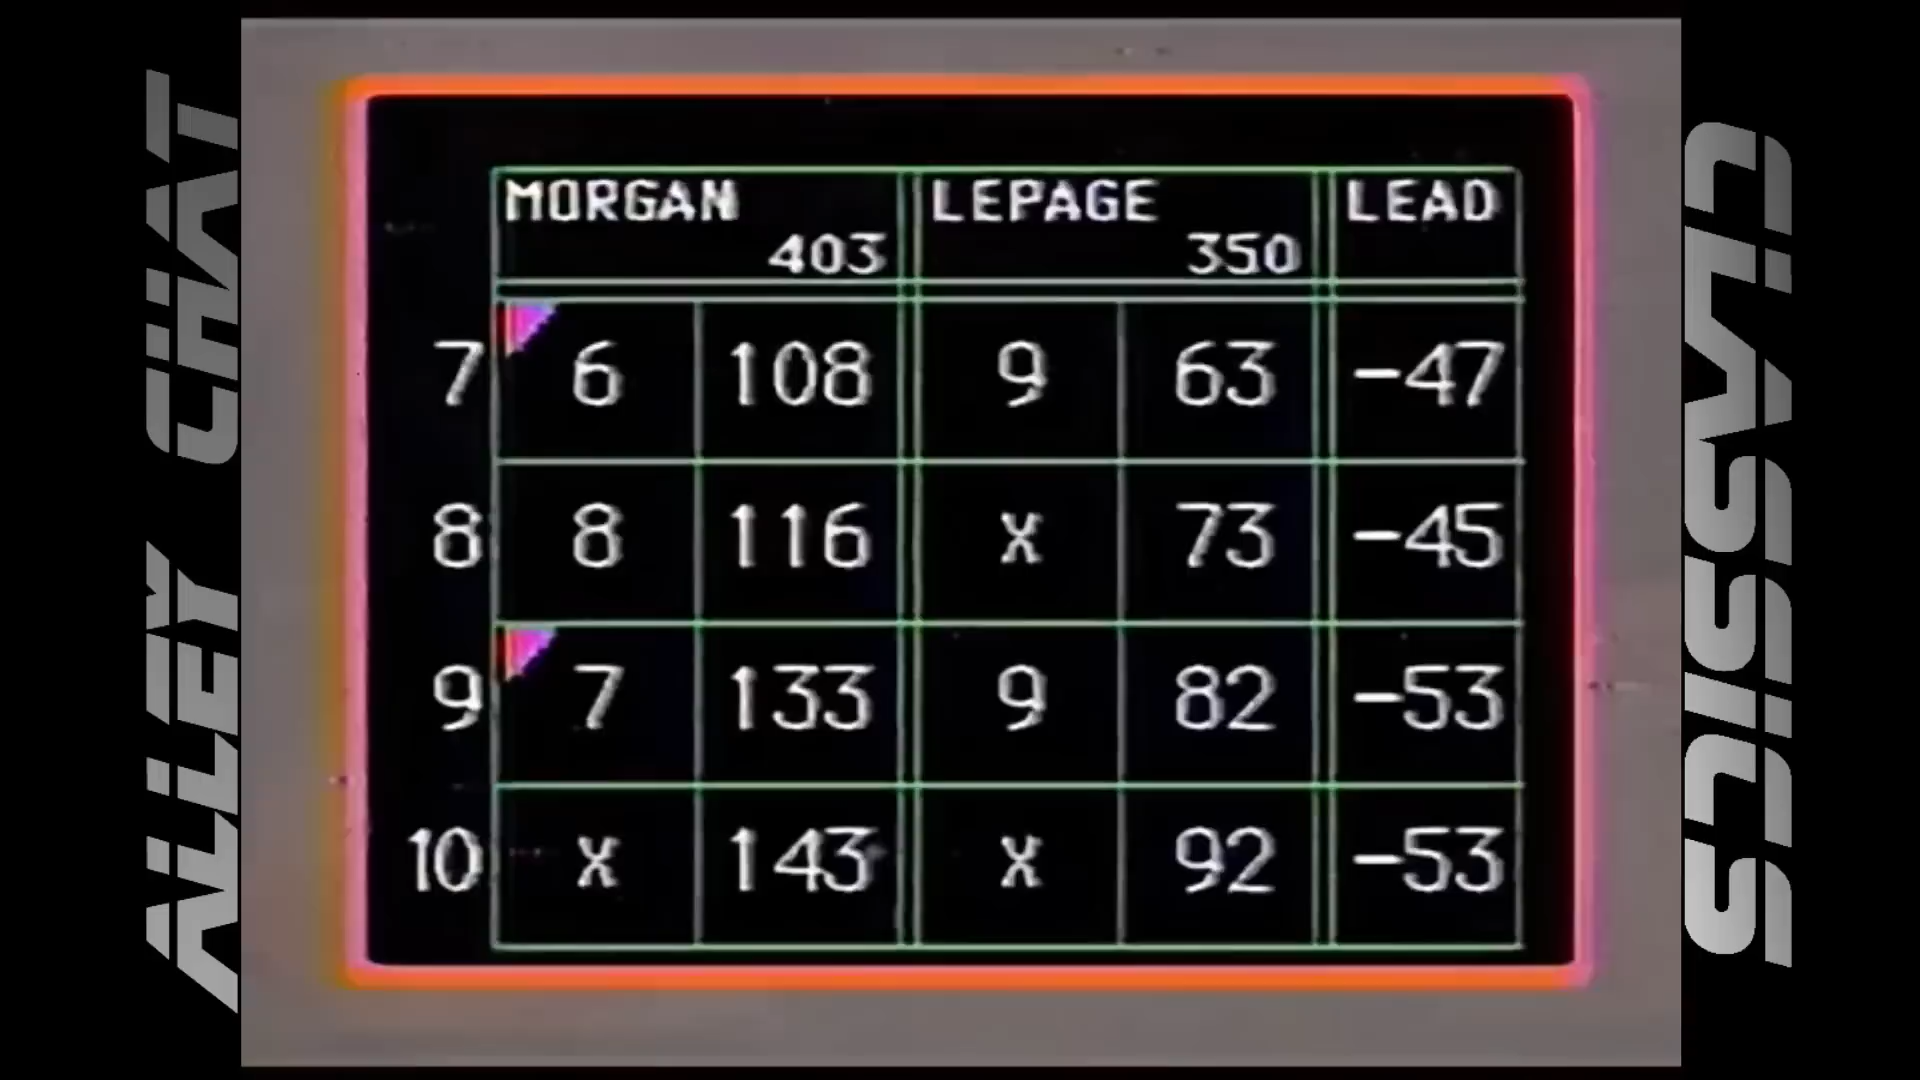 ALLEY CHAT
MORGAN LEPAGE LEAD
403 350
7 6 108 9 63 -47
8 8 116 X 73 -45
9 7 133 9 82 -53
10 X 143 X 92 -53
CLASSICS